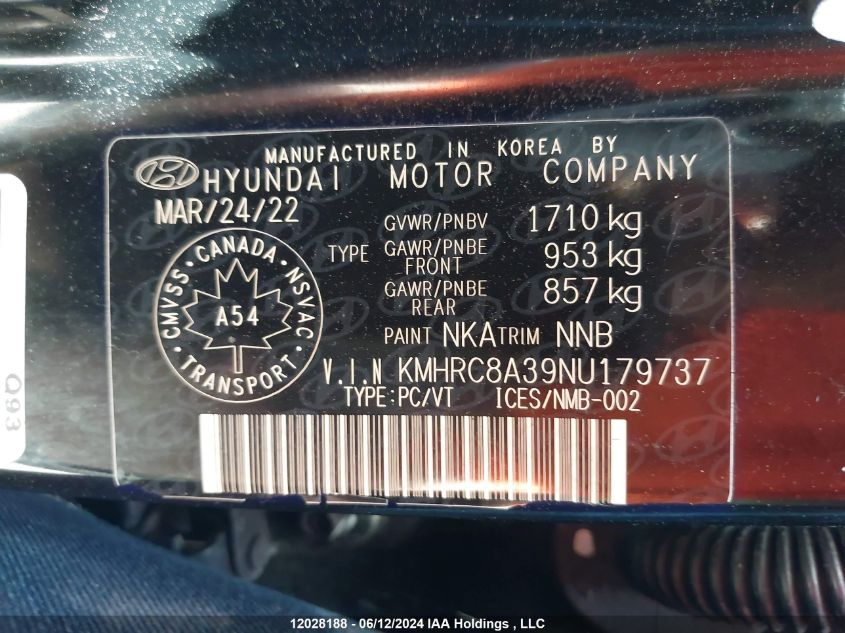 MANUFACTURED IN KOREA BY
HYUNDAI MOTOR COMPANY
MAR/24/22
GVWR/PNBV 1710 kg
TYPE GAWR/PNBE FRONT 953 kg
GAWR/PNBE REAR 857 kg
CMVSS · CANADA · NSVAC · TRANSPORT ·
A54
PAINT NKA TRIM NNB
V.I.N KMHRC8A39NU179737
TYPE:PC/VT ICES/NMB-002
Q93
12028188 - 06/12/2024 IAA Holdings , LLC